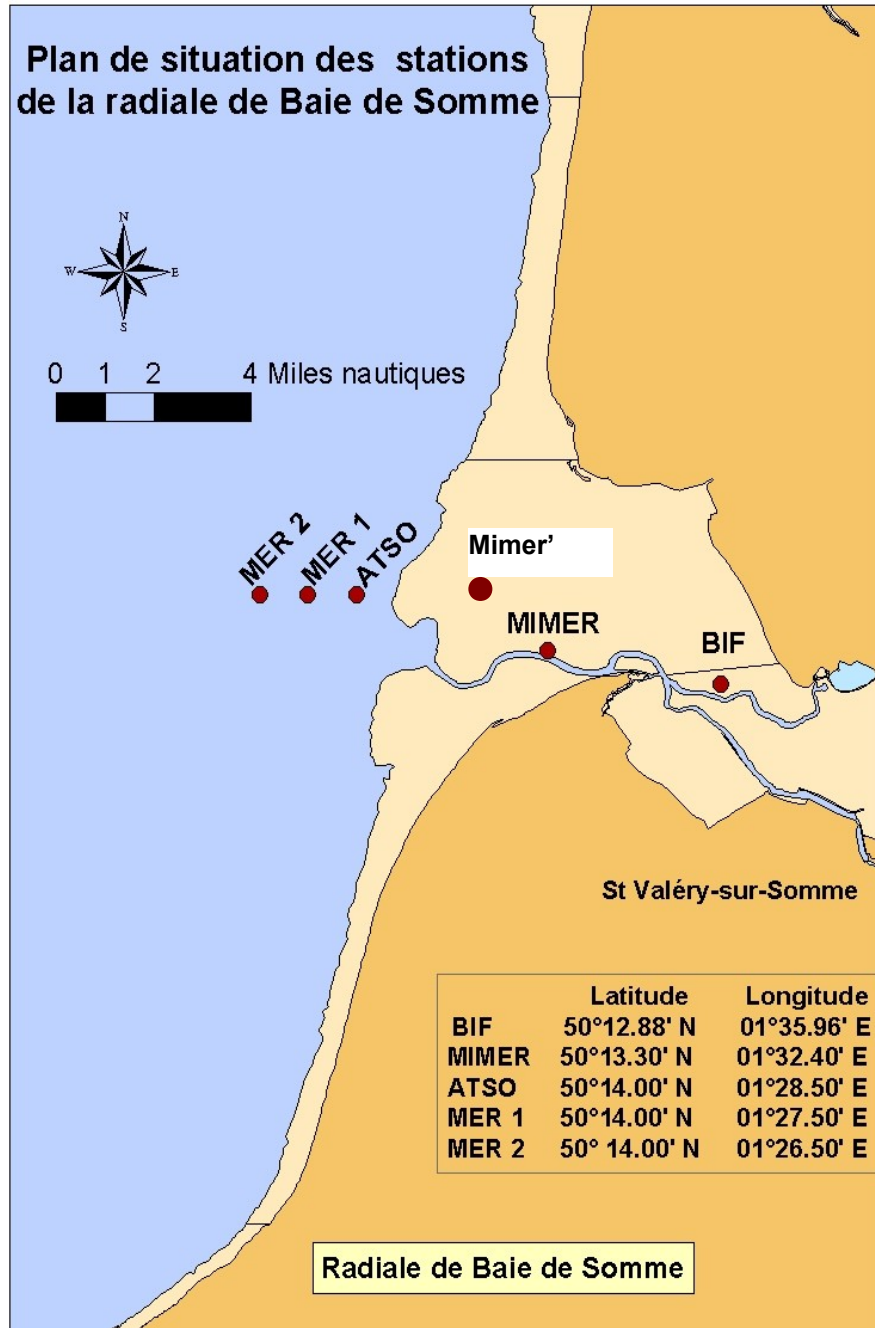 Plan de situation des stations
de la radiale de Baie de Somme
N
W E
S
0 1 2 4 Miles nautiques
MER 2 MER 1 ATSO
Mimer’
MIMER
BIF
St Valéry-sur-Somme
Latitude Longitude
BIF 50°12.88' N 01°35.96' E
MIMER 50°13.30' N 01°32.40' E
ATSO 50°14.00' N 01°28.50' E
MER 1 50°14.00' N 01°27.50' E
MER 2 50° 14.00' N 01°26.50' E
Radiale de Baie de Somme